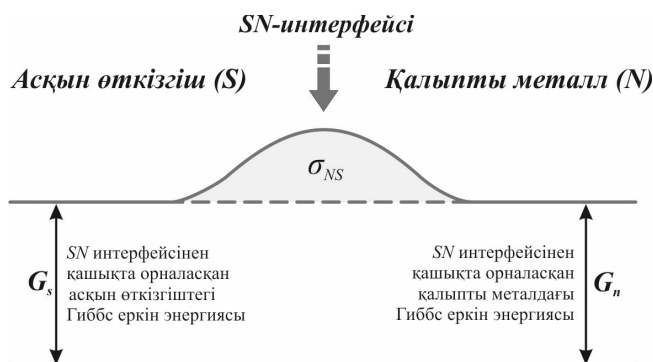 SN-интерфейсі
Асқын өткізгіш (S)
Қалыпты металл (N)
σNS
Gs
SN интерфейсінен
қашықта орналасқан
асқын өткізгіштегі
Гиббс еркін энергиясы
SN интерфейсінен
қашықта орналасқан
қалыпты металдағы
Гиббс еркін энергиясы
Gn